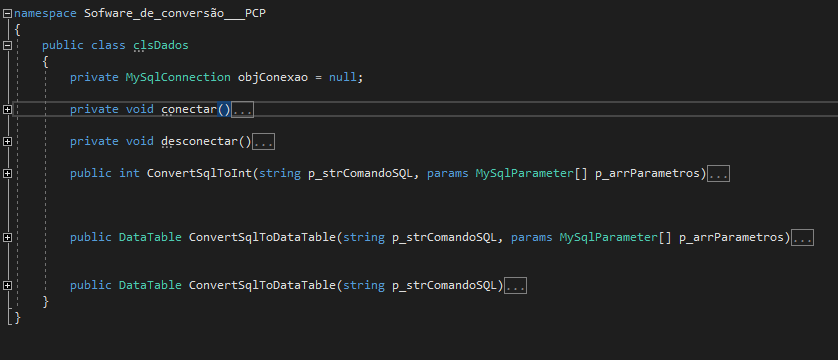 namespace Sofware_de_conversão___PCP
{
public class clsDados
{
private MySqlConnection objConexao = null;
private void conectar()...
private void desconectar()...
public int ConvertSqlToInt(string p_strComandoSQL, params MySqlParameter[] p_arrParametros)...
public DataTable ConvertSqlToDataTable(string p_strComandoSQL, params MySqlParameter[] p_arrParametros)...
public DataTable ConvertSqlToDataTable(string p_strComandoSQL)...
}
}